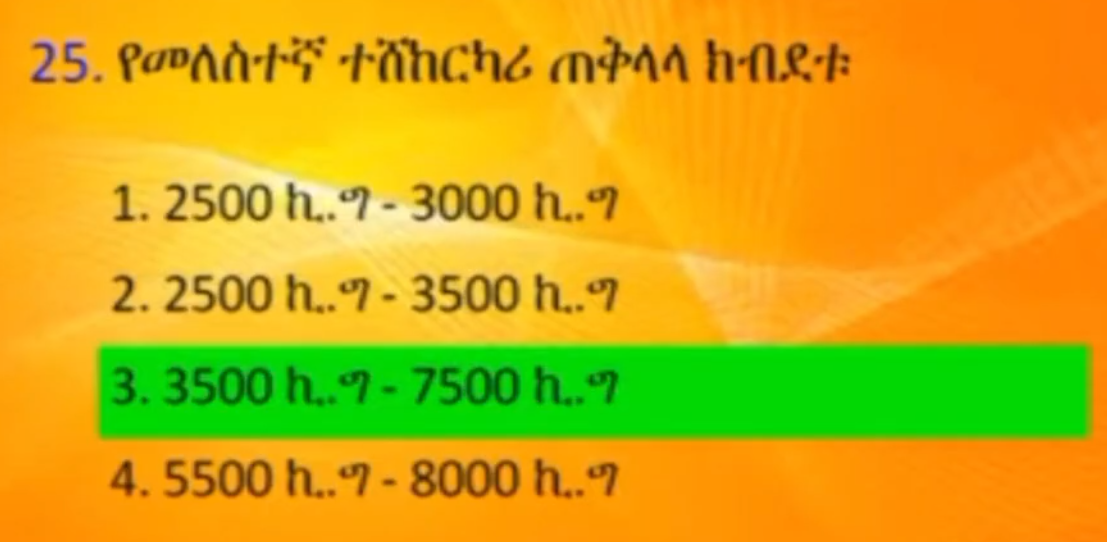 25. የመለስተኛ ተሽከርካሪ ጠቅላላ ክብደቱ፡
1. 2500 ኪ..ግ - 3000 ኪ..ግ
2. 2500 ኪ..ግ - 3500 ኪ..ግ
3. 3500 ኪ..ግ - 7500 ኪ..ግ
4. 5500 ኪ..ግ - 8000 ኪ..ግ